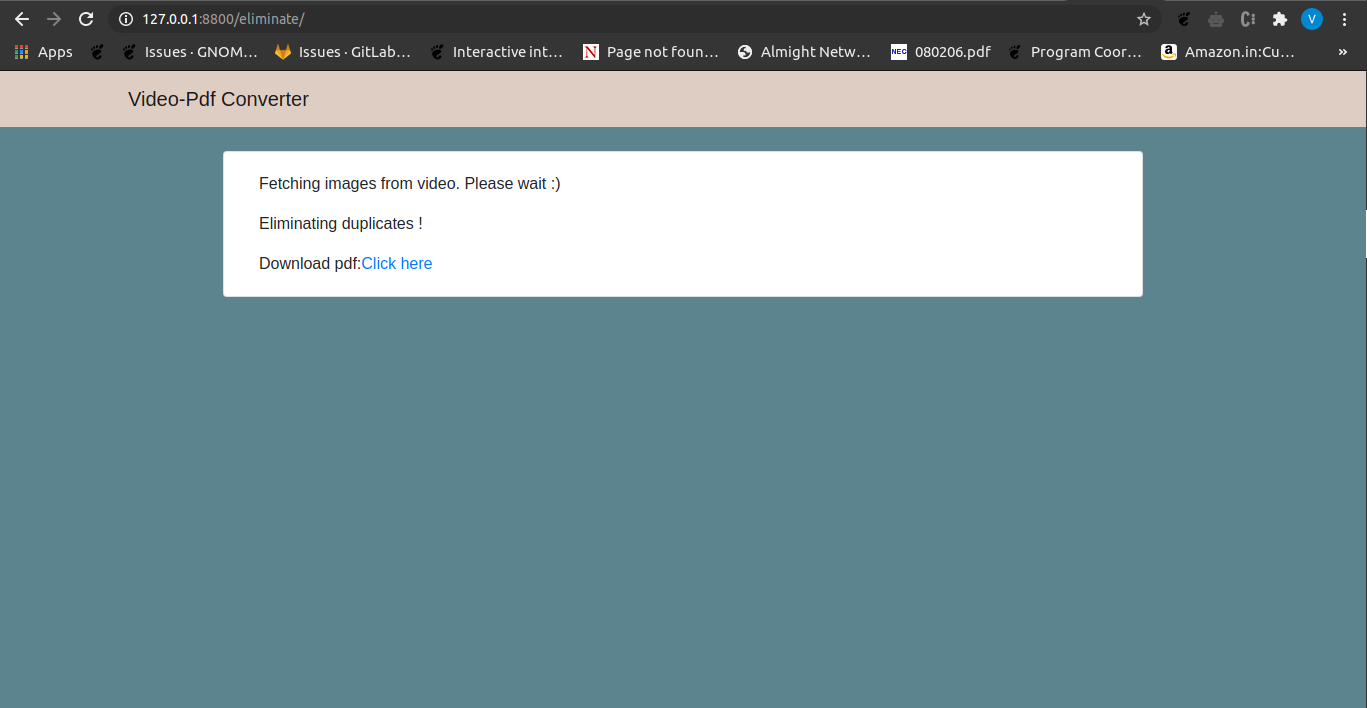 127.0.0.1:8800/eliminate/
V
Apps Issues · GNOM… Issues · GitLab… Interactive int… N Page not foun… Almight Netw… NEC 080206.pdf Program Coor… a Amazon.in:Cu… »
Video-Pdf Converter
Fetching images from video. Please wait :)
Eliminating duplicates !
Download pdf:Click here